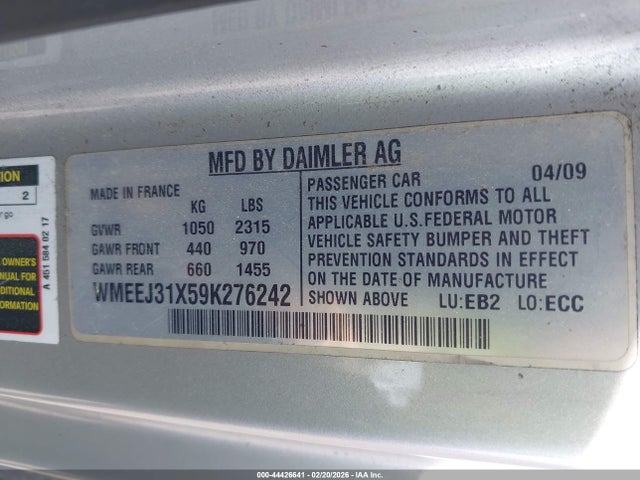 MFD BY DAIMLER AG
MADE IN FRANCE
KG LBS
GVWR 1050 2315
GAWR FRONT 440 970
GAWR REAR 660 1455
WMEEJ31X59K276242
04/09
PASSENGER CAR
THIS VEHICLE CONFORMS TO ALL
APPLICABLE U.S.FEDERAL MOTOR
VEHICLE SAFETY BUMPER AND THEFT
PREVENTION STANDARDS IN EFFECT
ON THE DATE OF MANUFACTURE
SHOWN ABOVE LU:EB2 LO:ECC
2
OWNER'S
A 451 584 02 17
000-44426641 - 02/20/2026 - IAAI, Inc.